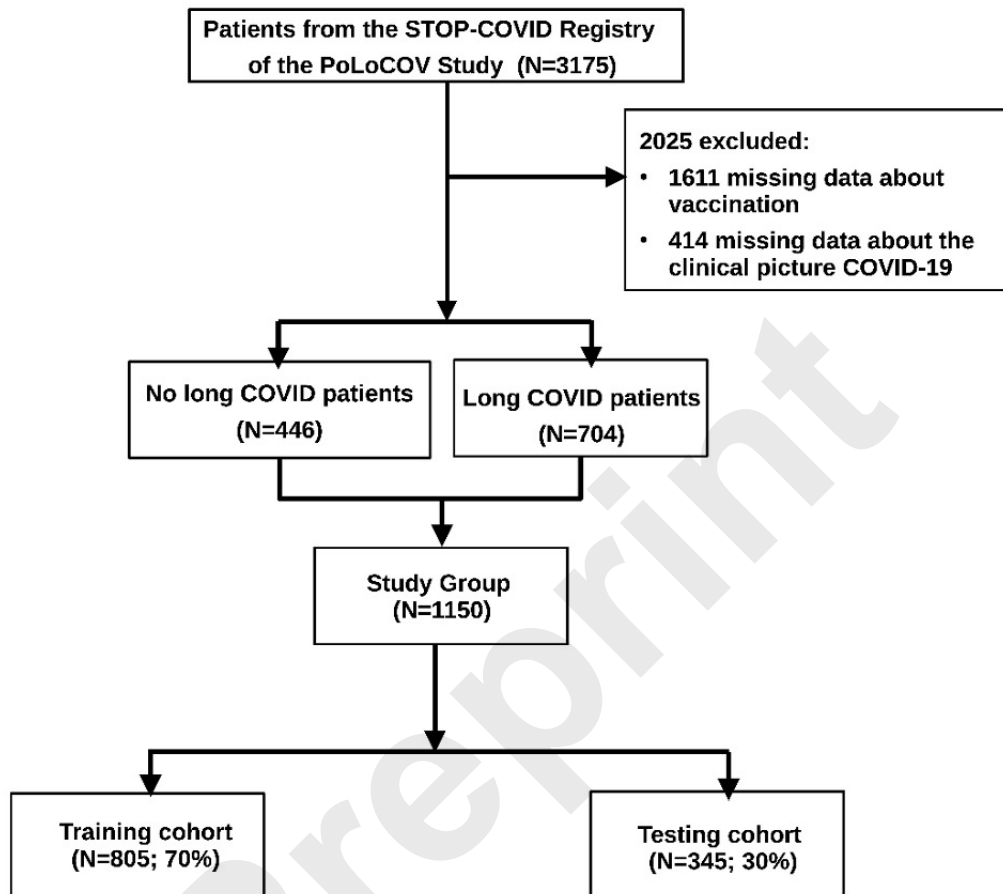 Patients from the STOP-COVID Registry
of the PoLoCOV Study (N=3175)
2025 excluded:
• 1611 missing data about
vaccination
• 414 missing data about the
clinical picture COVID-19
No long COVID patients
(N=446)
Long COVID patients
(N=704)
Study Group
(N=1150)
Training cohort
(N=805; 70%)
Testing cohort
(N=345; 30%)
Preprint